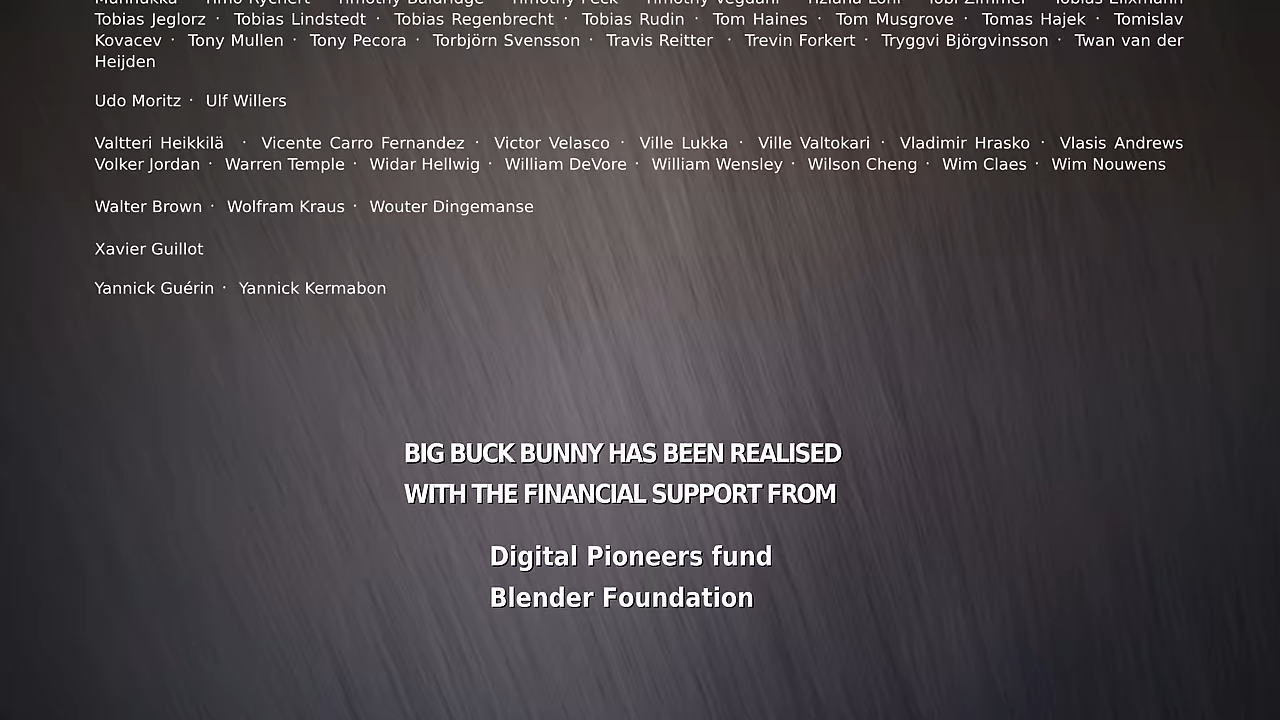 Tobias Jeglorz · Tobias Lindstedt · Tobias Regenbrecht · Tobias Rudin · Tom Haines · Tom Musgrove · Tomas Hajek · Tomislav
Kovacev · Tony Mullen · Tony Pecora · Torbjörn Svensson · Travis Reitter · Trevin Forkert · Tryggvi Björgvinsson · Twan van der
Heijden
Udo Moritz · Ulf Willers
Valtteri Heikkilä · Vicente Carro Fernandez · Victor Velasco · Ville Lukka · Ville Valtokari · Vladimir Hrasko · Vlasis Andrews
Volker Jordan · Warren Temple · Widar Hellwig · William DeVore · William Wensley · Wilson Cheng · Wim Claes · Wim Nouwens
Walter Brown · Wolfram Kraus · Wouter Dingemanse
Xavier Guillot
Yannick Guérin · Yannick Kermabon
BIG BUCK BUNNY HAS BEEN REALISED
WITH THE FINANCIAL SUPPORT FROM
Digital Pioneers fund
Blender Foundation